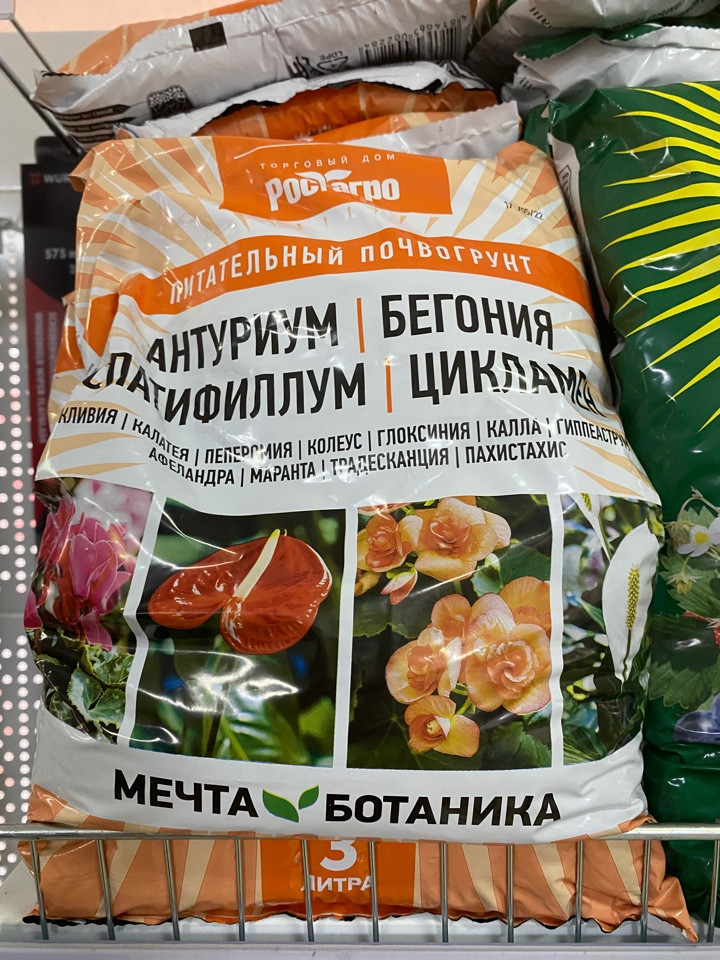 LDPE
ТОРГОВЫЙ ДОМ
РОСТагро
ПИТАТЕЛЬНЫЙ ПОЧВОГРУНТ
АНТУРИУМ | БЕГОНИЯ
СПАТИФИЛЛУМ | ЦИКЛАМЕН
КЛИВИЯ | КАЛАТЕЯ | ПЕПЕРОМИЯ | КОЛЕУС | ГЛОКСИНИЯ | КАЛЛА | ГИППЕАСТРУМ
АФЕЛАНДРА | МАРАНТА | ТРАДЕСКАНЦИЯ | ПАХИСТАХИС
МЕЧТА БОТАНИКА
3
ЛИТРА